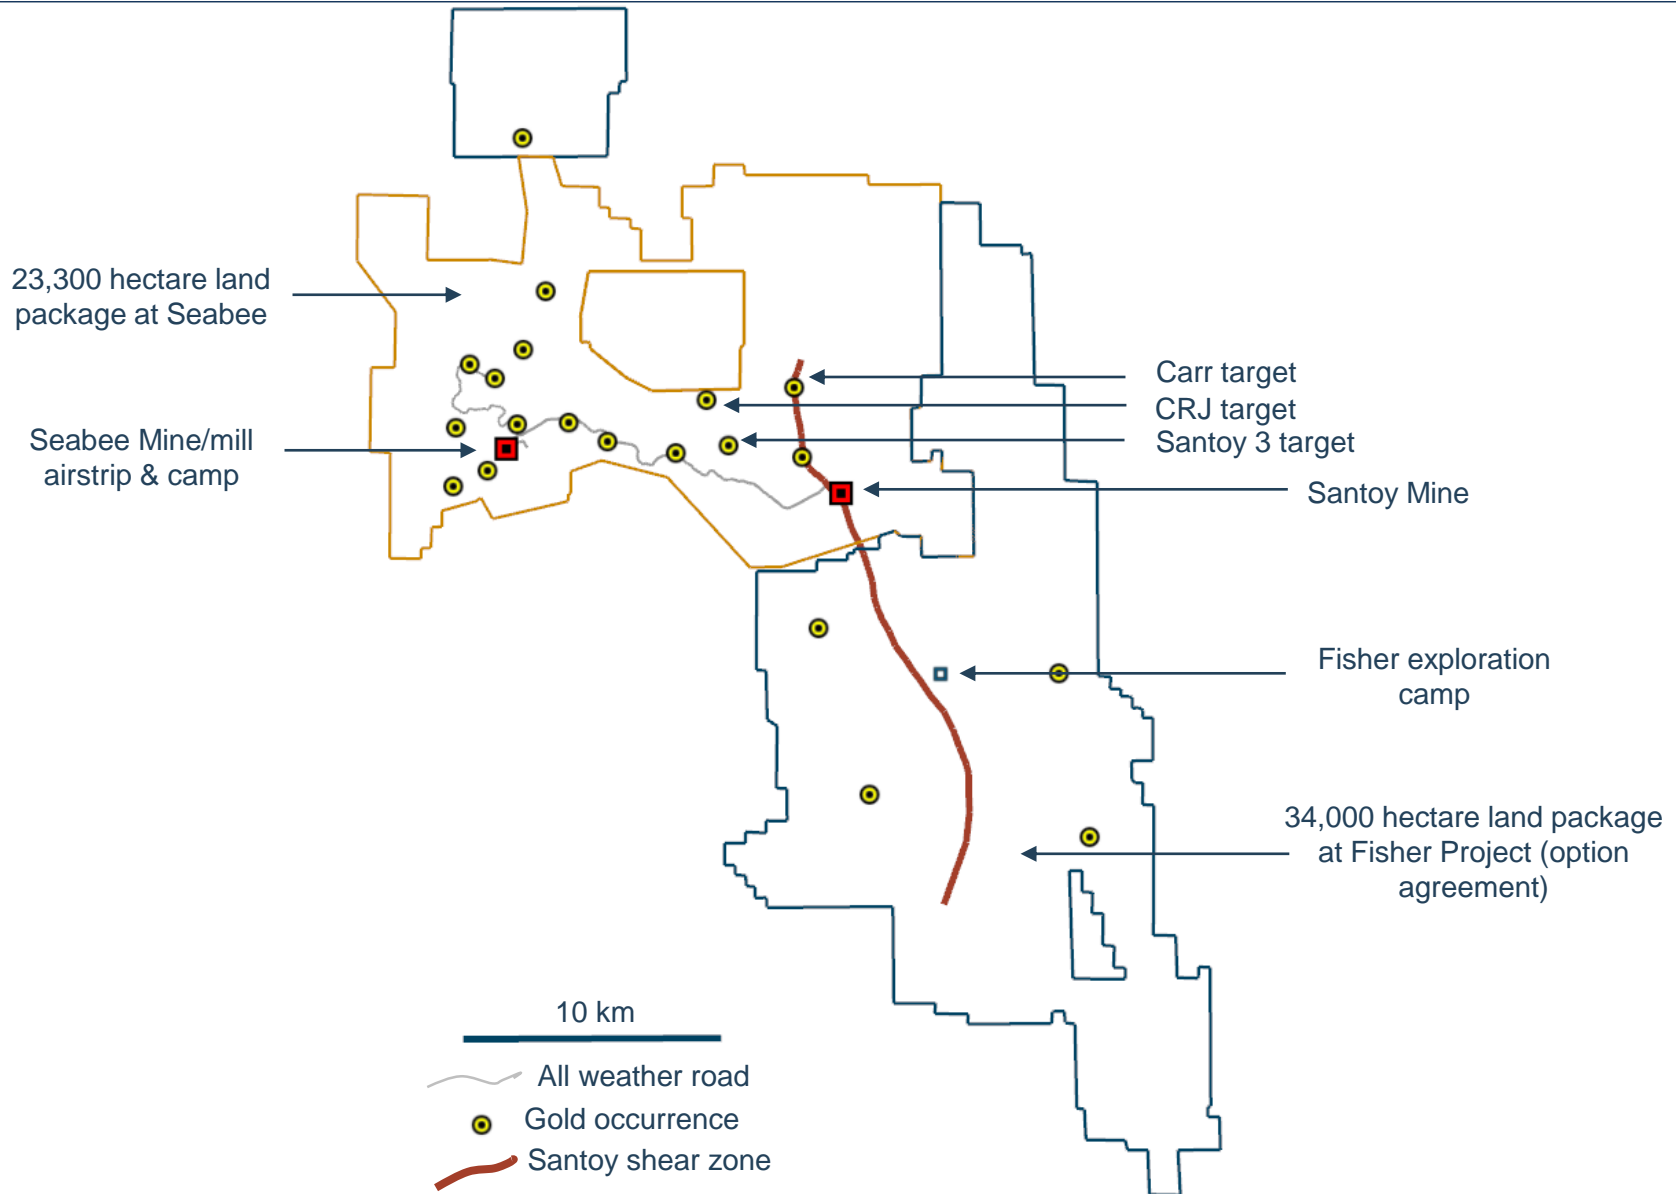 23,300 hectare land
package at Seabee
Carr target
CRJ target
Seabee Mine/mill
airstrip & camp
Santoy 3 target
Santoy Mine
Fisher exploration
camp
34,000 hectare land package
at Fisher Project (option
agreement)
10 km
All weather road
Gold occurrence
Santoy shear zone